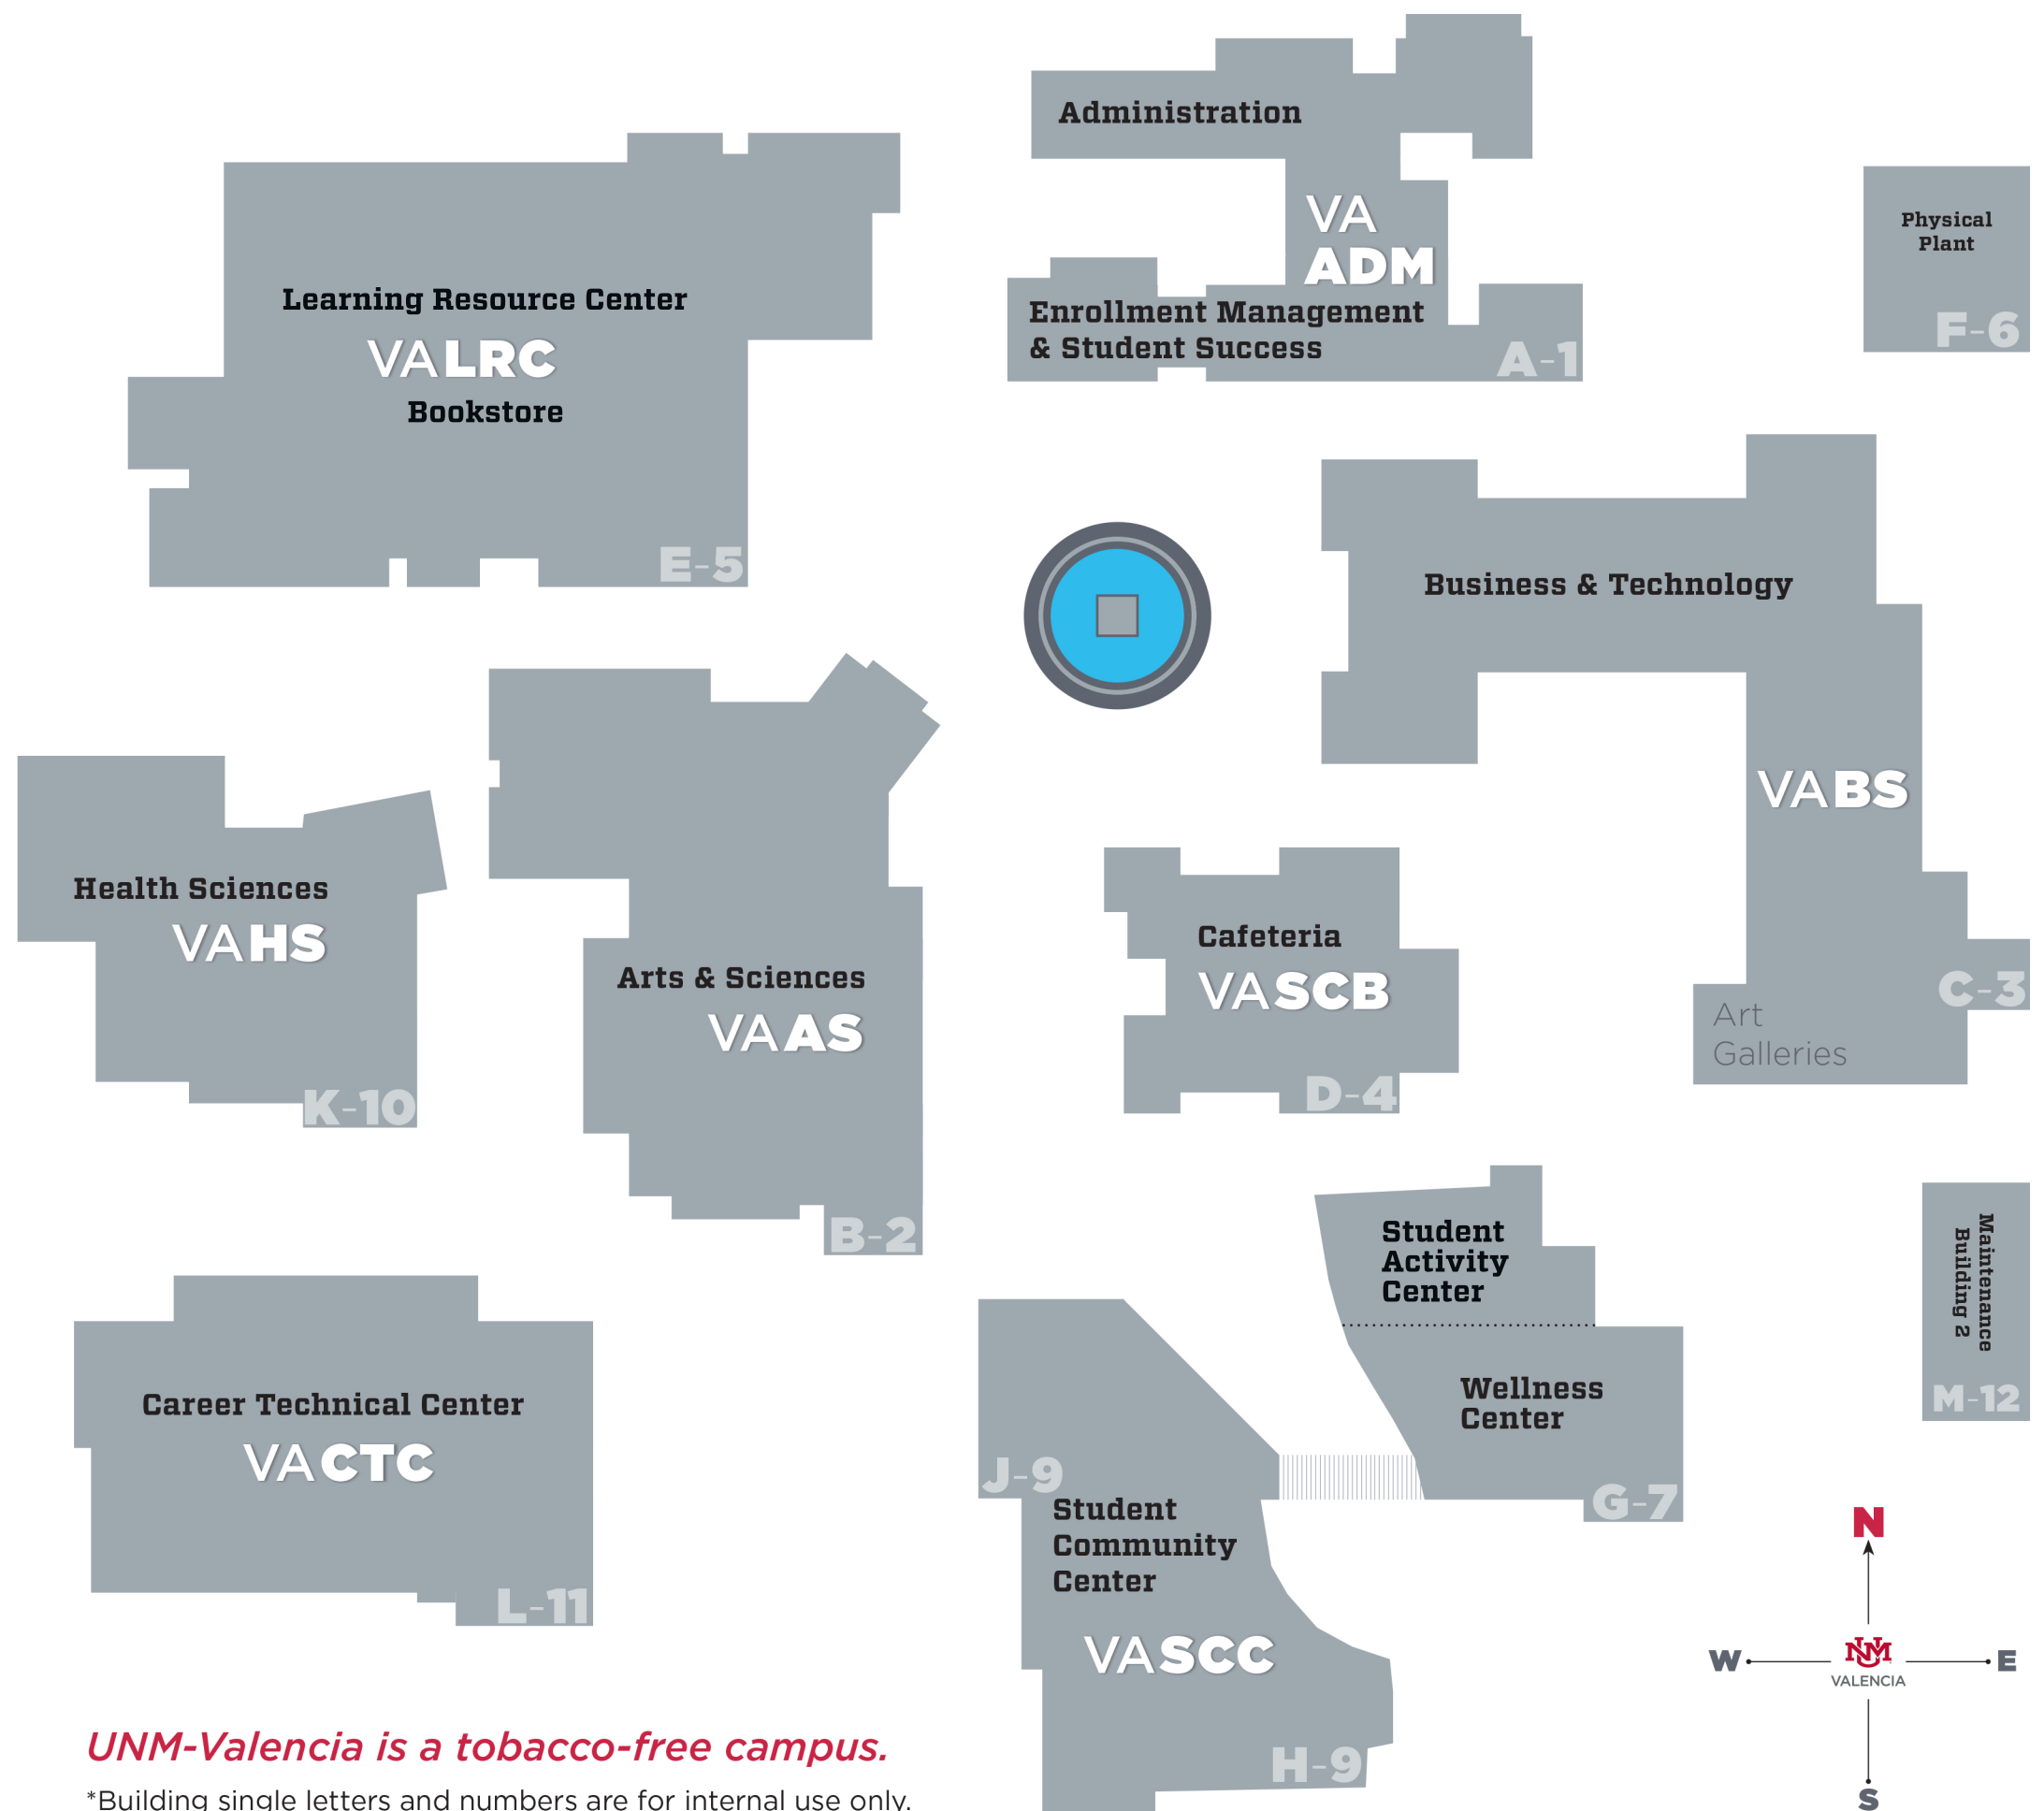 Administration
VA
ADM
Enrollment Management
& Student Success
A-1
Physical
Plant
F-6
Learning Resource Center
VALRC
Bookstore
E-5
Business & Technology
VABS
C-3
Art
Galleries
Health Sciences
VAHS
K-10
Arts & Sciences
VAAS
B-2
Cafeteria
VASCB
D-4
Student
Activity
Center
Wellness
Center
G-7
Maintenance
Building 2
M-12
Career Technical Center
VACTC
L-11
J-9
Student
Community
Center
VASCC
H-9
N
W
E
S
UNM
VALENCIA
UNM-Valencia is a tobacco-free campus.
*Building single letters and numbers are for internal use only.